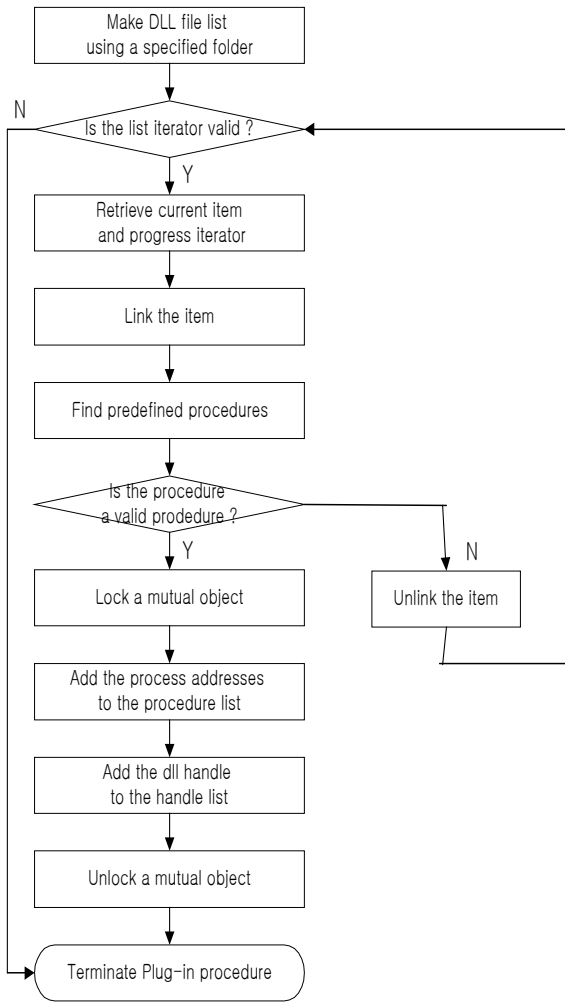 Make DLL file list
using a specified folder
N
Is the list iterator valid ?
Y
Retrieve current item
and progress iterator
Link the item
Find predefined procedures
Is the procedure
a valid prodedure ?
Y
N
Lock a mutual object
Unlink the item
Add the process addresses
to the procedure list
Add the dll handle
to the handle list
Unlock a mutual object
Terminate Plug-in procedure